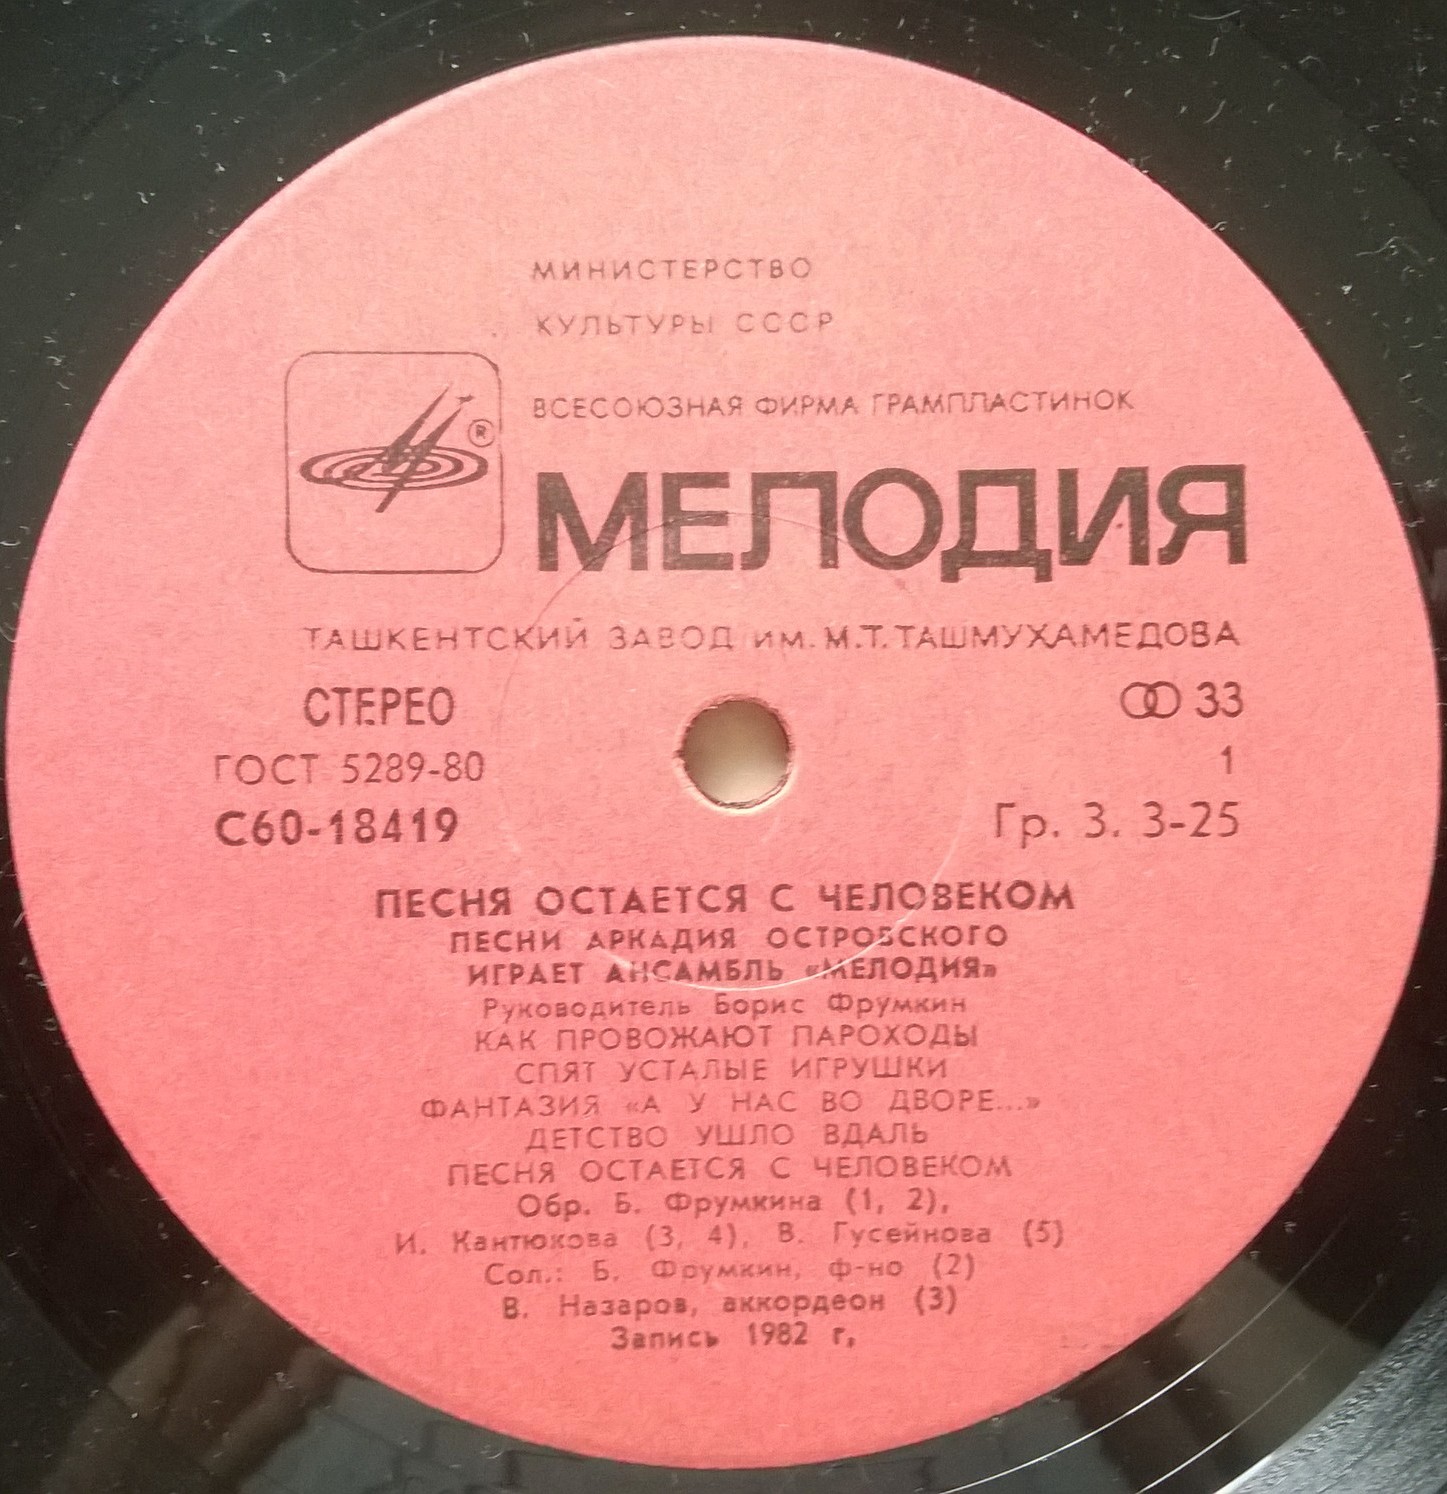 МИНИСТЕРСТВО
КУЛЬТУРЫ СССР
ВСЕСОЮЗНАЯ ФИРМА ГРАМПЛАСТИНОК
®
МЕЛОДИЯ
ТАШКЕНТСКИЙ ЗАВОД им. М.Т. ТАШМУХАМЕДОВА
СТЕРЕО
33
ГОСТ 5289-80
1
С60-18419
Гр. 3. 3-25
ПЕСНЯ ОСТАЕТСЯ С ЧЕЛОВЕКОМ
ПЕСНИ АРКАДИЯ ОСТРОВСКОГО
ИГРАЕТ АНСАМБЛЬ «МЕЛОДИЯ»
Руководитель Борис Фрумкин
КАК ПРОВОЖАЮТ ПАРОХОДЫ
СПЯТ УСТАЛЫЕ ИГРУШКИ
ФАНТАЗИЯ «А У НАС ВО ДВОРЕ...»
ДЕТСТВО УШЛО ВДАЛЬ
ПЕСНЯ ОСТАЕТСЯ С ЧЕЛОВЕКОМ
Обр. Б. Фрумкина (1, 2),
И. Кантюкова (3, 4), В. Гусейнова (5)
Сол.: Б. Фрумкин, ф-но (2)
В. Назаров, аккордеон (3)
Запись 1982 г.